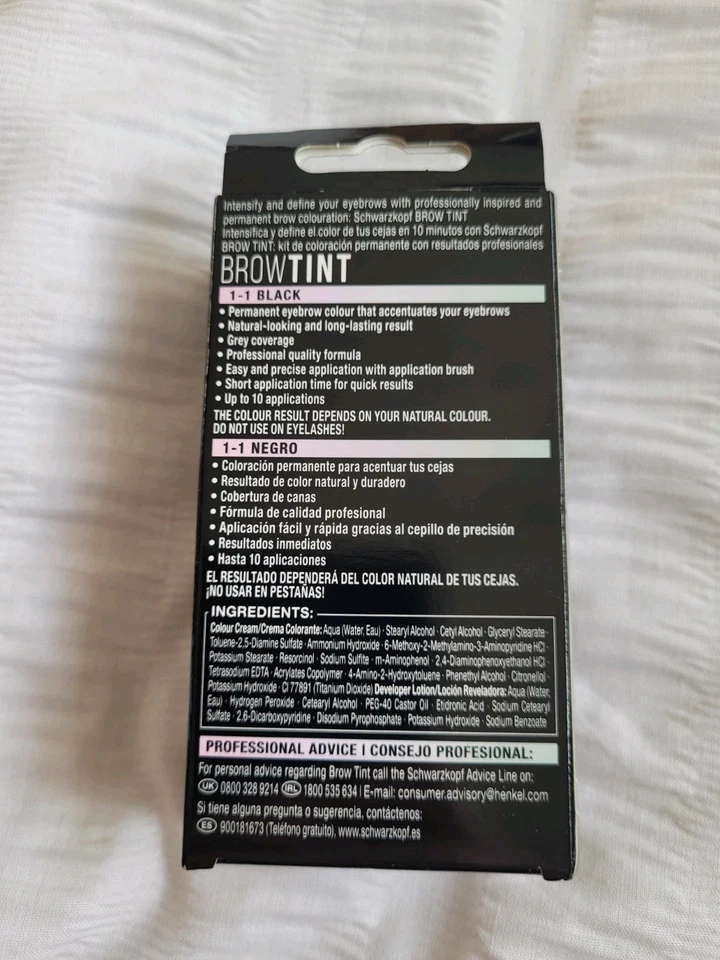 Intensify and define your eyebrows with professionally inspired and
permanent brow colouration: Schwarzkopf BROW TINT
Intensifica y define el color de tus cejas en 10 minutos con Schwarzkopf
BROW TINT: kit de coloración permanente con resultados profesionales
BROWTINT
1-1 BLACK
• Permanent eyebrow colour that accentuates your eyebrows
• Natural-looking and long-lasting result
• Grey coverage
• Professional quality formula
• Easy and precise application with application brush
• Short application time for quick results
• Up to 10 applications
THE COLOUR RESULT DEPENDS ON YOUR NATURAL COLOUR.
DO NOT USE ON EYELASHES!
1-1 NEGRO
• Coloración permanente para acentuar tus cejas
• Resultado de color natural y duradero
• Cobertura de canas
• Fórmula de calidad profesional
• Aplicación fácil y rápida gracias al cepillo de precisión
• Resultados inmediatos
• Hasta 10 aplicaciones
EL RESULTADO DEPENDERÁ DEL COLOR NATURAL DE TUS CEJAS.
¡NO USAR EN PESTAÑAS!
INGREDIENTS:
Colour Cream/Crema Colorante: Aqua (Water, Eau) · Stearyl Alcohol · Cetyl Alcohol · Glyceryl Stearate ·
Toluene-2,5-Diamine Sulfate · Ammonium Hydroxide · 6-Methoxy-2-Methylamino-3-Aminopyridine HCl ·
Potassium Stearate · Resorcinol · Sodium Sulfite · m-Aminophenol · 2,4-Diaminophenoxyethanol HCl ·
Tetrasodium EDTA · Acrylates Copolymer · 4-Amino-2-Hydroxytoluene · Phenethyl Alcohol · Citronellol ·
Potassium Hydroxide · CI 77891 (Titanium Dioxide) Developer Lotion/Loción Reveladora: Aqua (Water,
Eau) · Hydrogen Peroxide · Cetearyl Alcohol · PEG-40 Castor Oil · Etidronic Acid · Sodium Cetearyl
Sulfate · 2,6-Dicarboxypyridine · Disodium Pyrophosphate · Potassium Hydroxide · Sodium Benzoate
PROFESSIONAL ADVICE | CONSEJO PROFESIONAL:
For personal advice regarding Brow Tint call the Schwarzkopf Advice Line on:
UK 0800 328 9214 IRL 1800 535 634 | E-mail: consumer.advisory@henkel.com
Si tiene alguna pregunta o sugerencia, contáctenos:
ES 900181673 (Teléfono gratuito), www.schwarzkopf.es